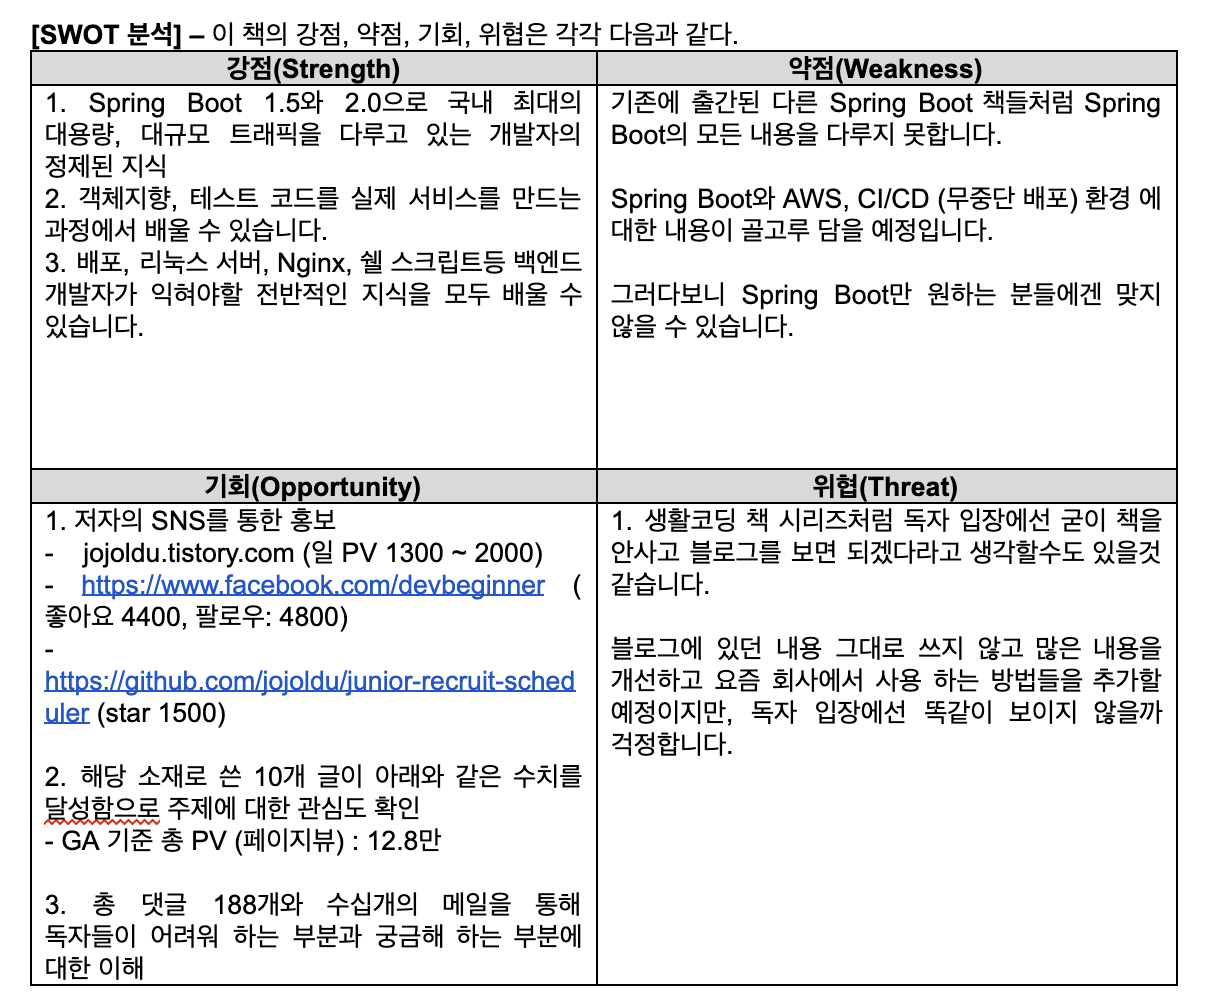 [SWOT 분석] – 이 책의 강점, 약점, 기회, 위협은 각각 다음과 같다.
강점(Strength)
1. Spring Boot 1.5와 2.0으로 국내 최대의
대용량, 대규모 트래픽을 다루고 있는 개발자의
정제된 지식
2. 객체지향, 테스트 코드를 실제 서비스를 만드는
과정에서 배울 수 있습니다.
3. 배포, 리눅스 서버, Nginx, 쉘 스크립트등 백엔드
개발자가 익혀야할 전반적인 지식을 모두 배울 수
있습니다.
약점(Weakness)
기존에 출간된 다른 Spring Boot 책들처럼 Spring
Boot의 모든 내용을 다루지 못합니다.
Spring Boot와 AWS, CI/CD (무중단 배포) 환경 에
대한 내용이 골고루 담을 예정입니다.
그러다보니 Spring Boot만 원하는 분들에겐 맞지
않을 수 있습니다.
기회(Opportunity)
1. 저자의 SNS를 통한 홍보
- jojoldu.tistory.com (일 PV 1300 ~ 2000)
- https://www.facebook.com/devbeginner (
좋아요 4400, 팔로우: 4800)
-
https://github.com/jojoldu/junior-recruit-sched
uler (star 1500)
2. 해당 소재로 쓴 10개 글이 아래와 같은 수치를
달성함으로 주제에 대한 관심도 확인
- GA 기준 총 PV (페이지뷰) : 12.8만
3. 총 댓글 188개와 수십개의 메일을 통해
독자들이 어려워 하는 부분과 궁금해 하는 부분에
대한 이해
위협(Threat)
1. 생활코딩 책 시리즈처럼 독자 입장에선 굳이 책을
안사고 블로그를 보면 되겠다라고 생각할수도 있을것
같습니다.
블로그에 있던 내용 그대로 쓰지 않고 많은 내용을
개선하고 요즘 회사에서 사용 하는 방법들을 추가할
예정이지만, 독자 입장에선 똑같이 보이지 않을까
걱정합니다.